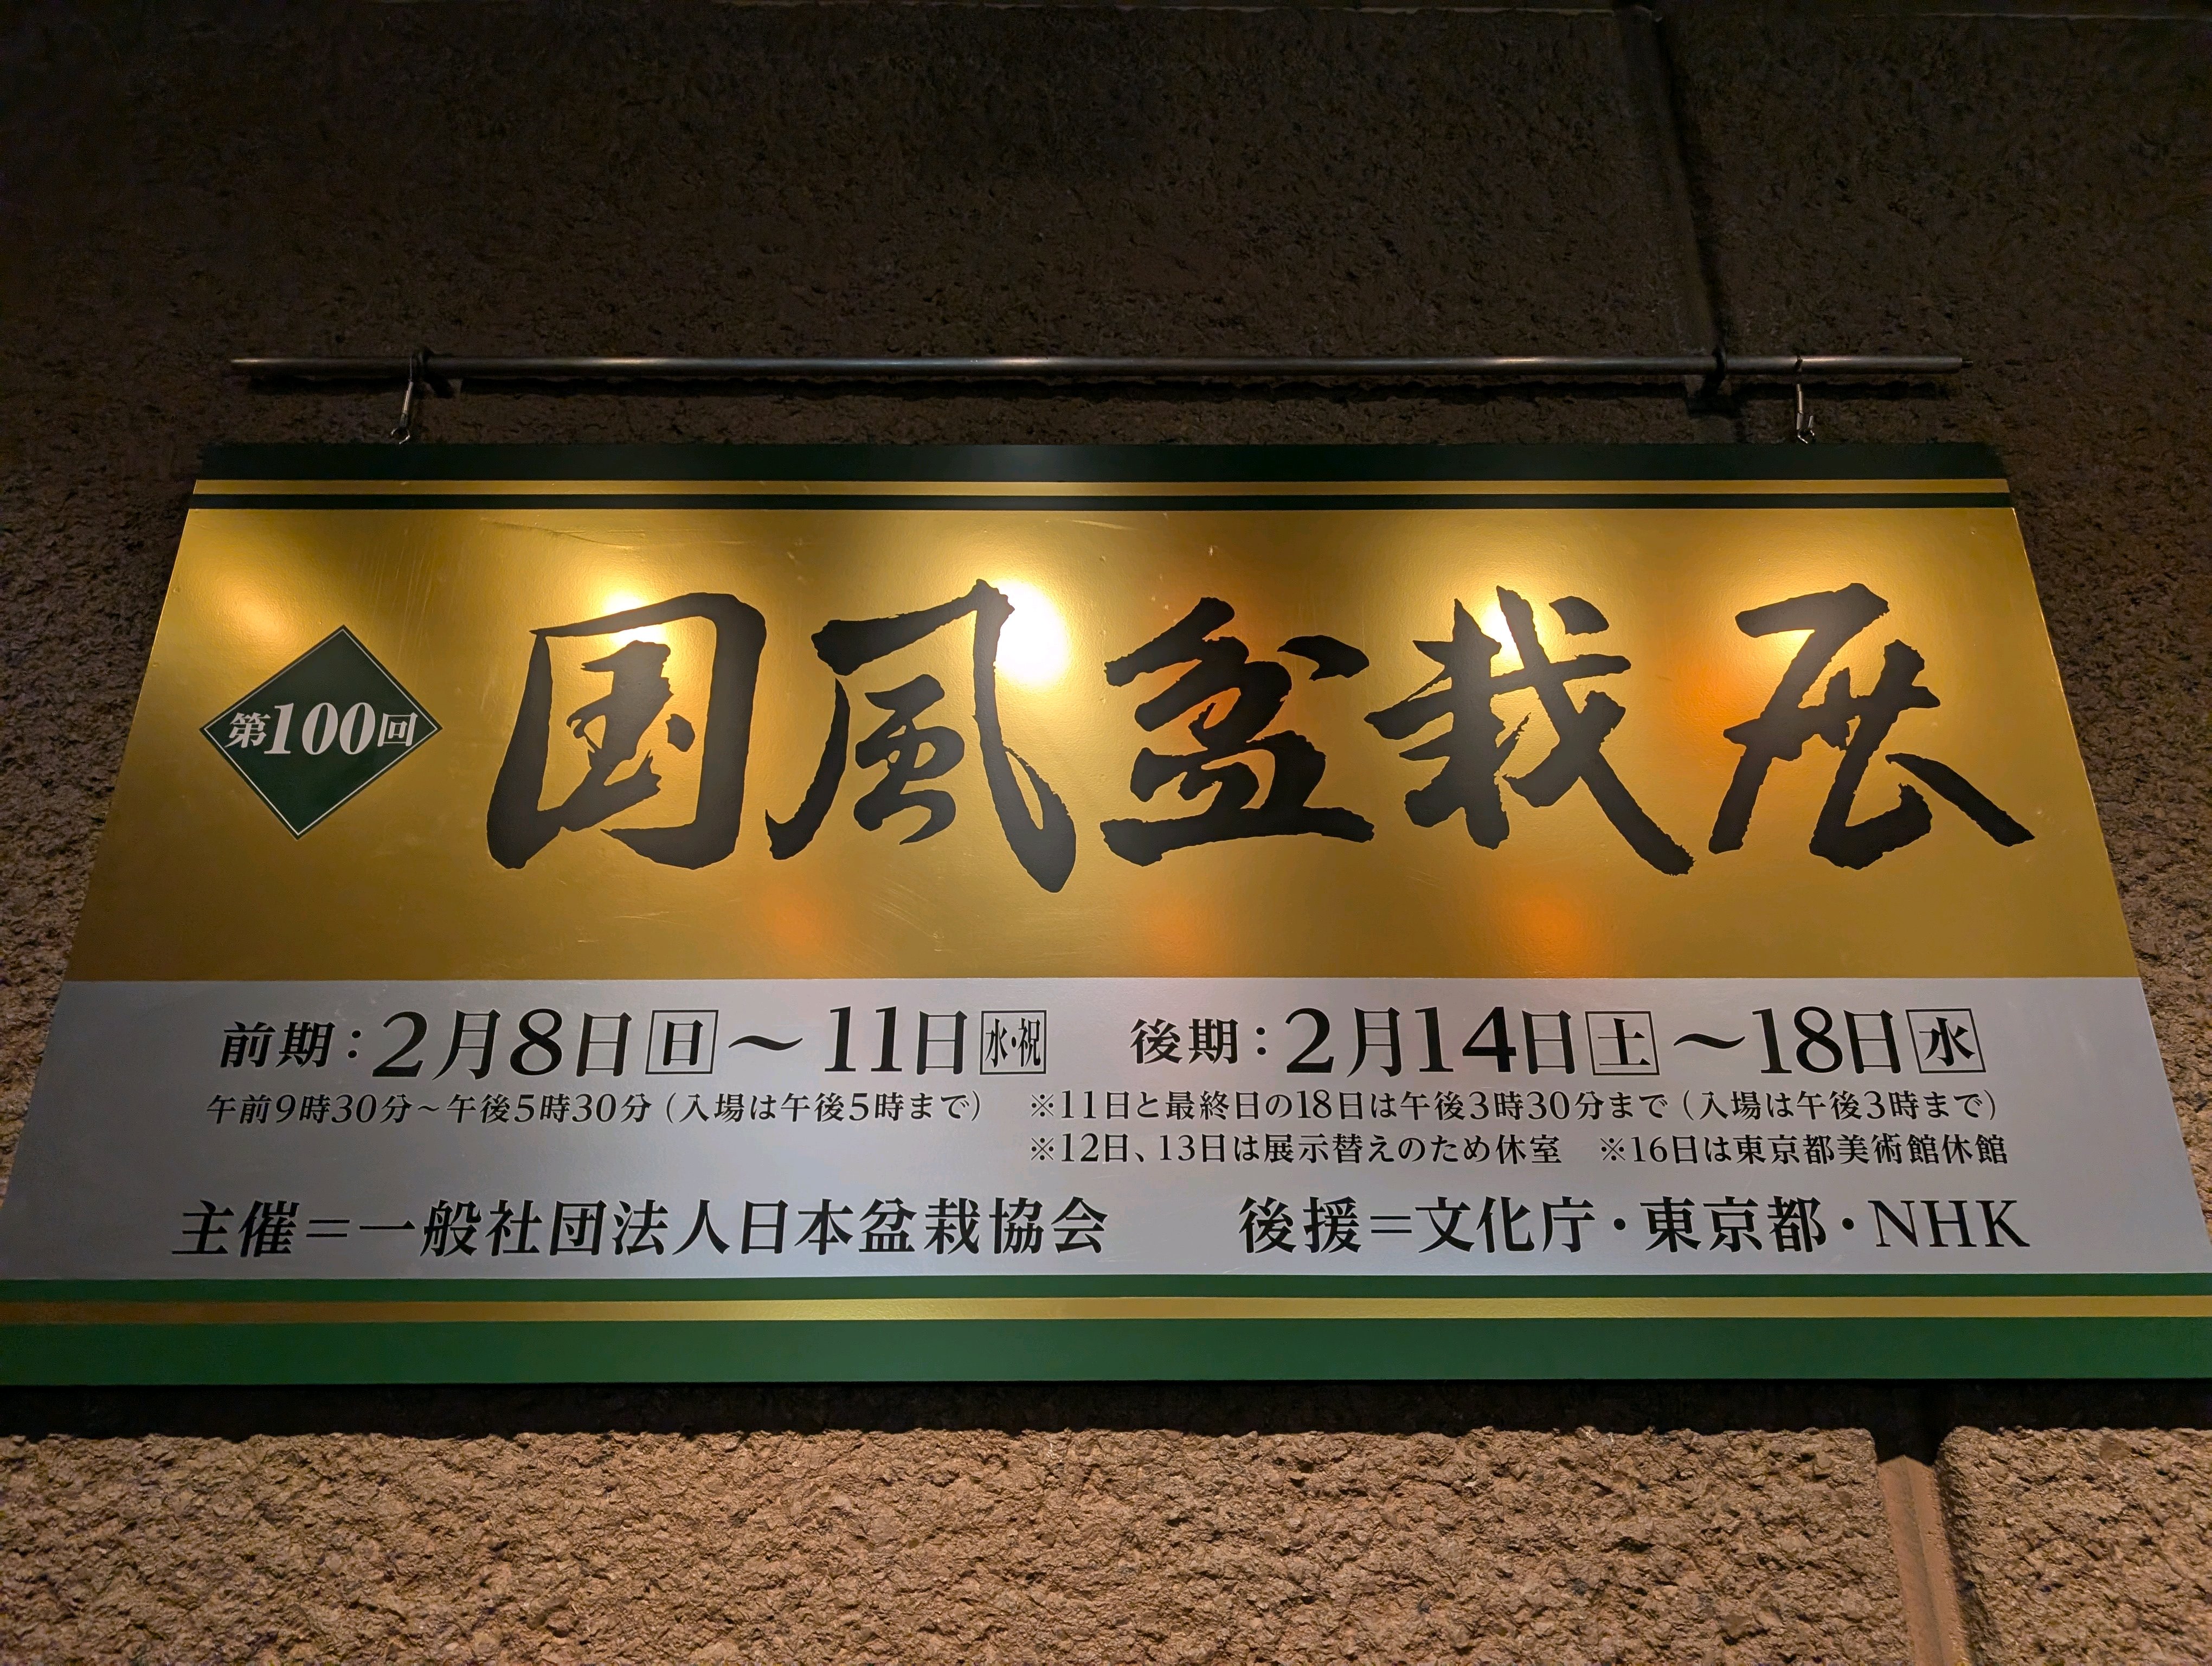 第100回
国風盆栽展
前期：2月8日日～11日水・祝　後期：2月14日土～18日水
午前9時30分～午後5時30分（入場は午後5時まで）　※11日と最終日の18日は午後3時30分まで（入場は午後3時まで）
※12日、13日は展示替えのため休室　※16日は東京都美術館休館
主催＝一般社団法人日本盆栽協会　後援＝文化庁・東京都・NHK